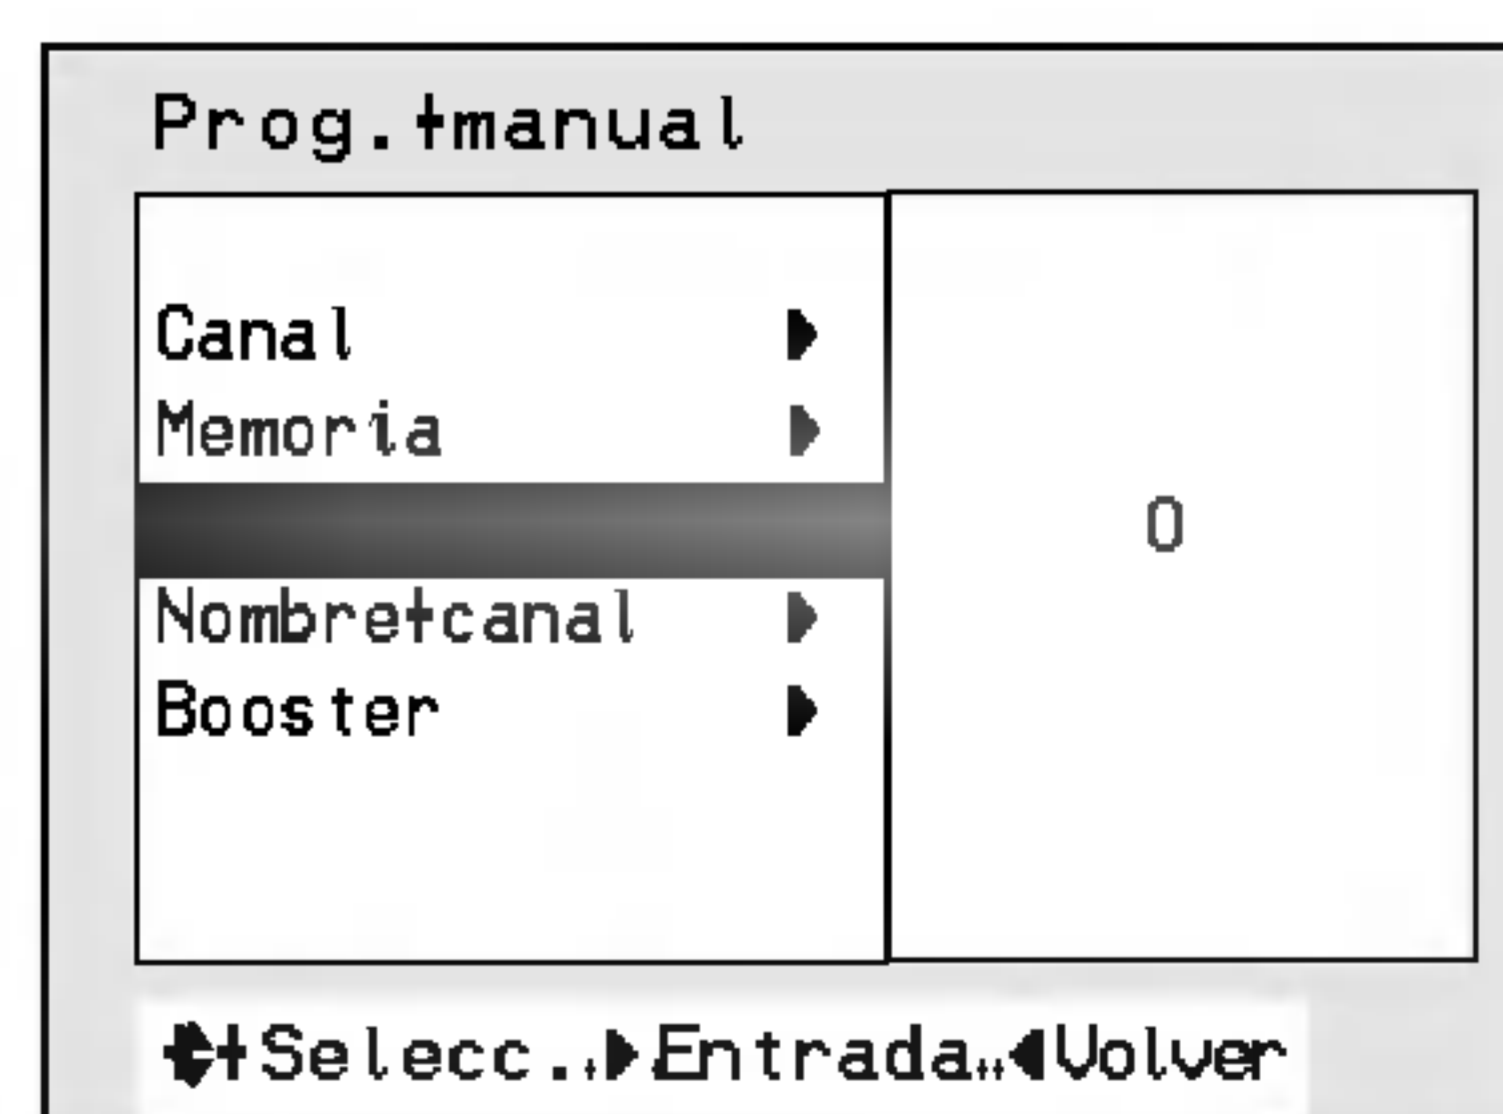 Prog. manual
Canal
Memoria
0
Nombre canal
Booster
Selecc. Entrada Volver